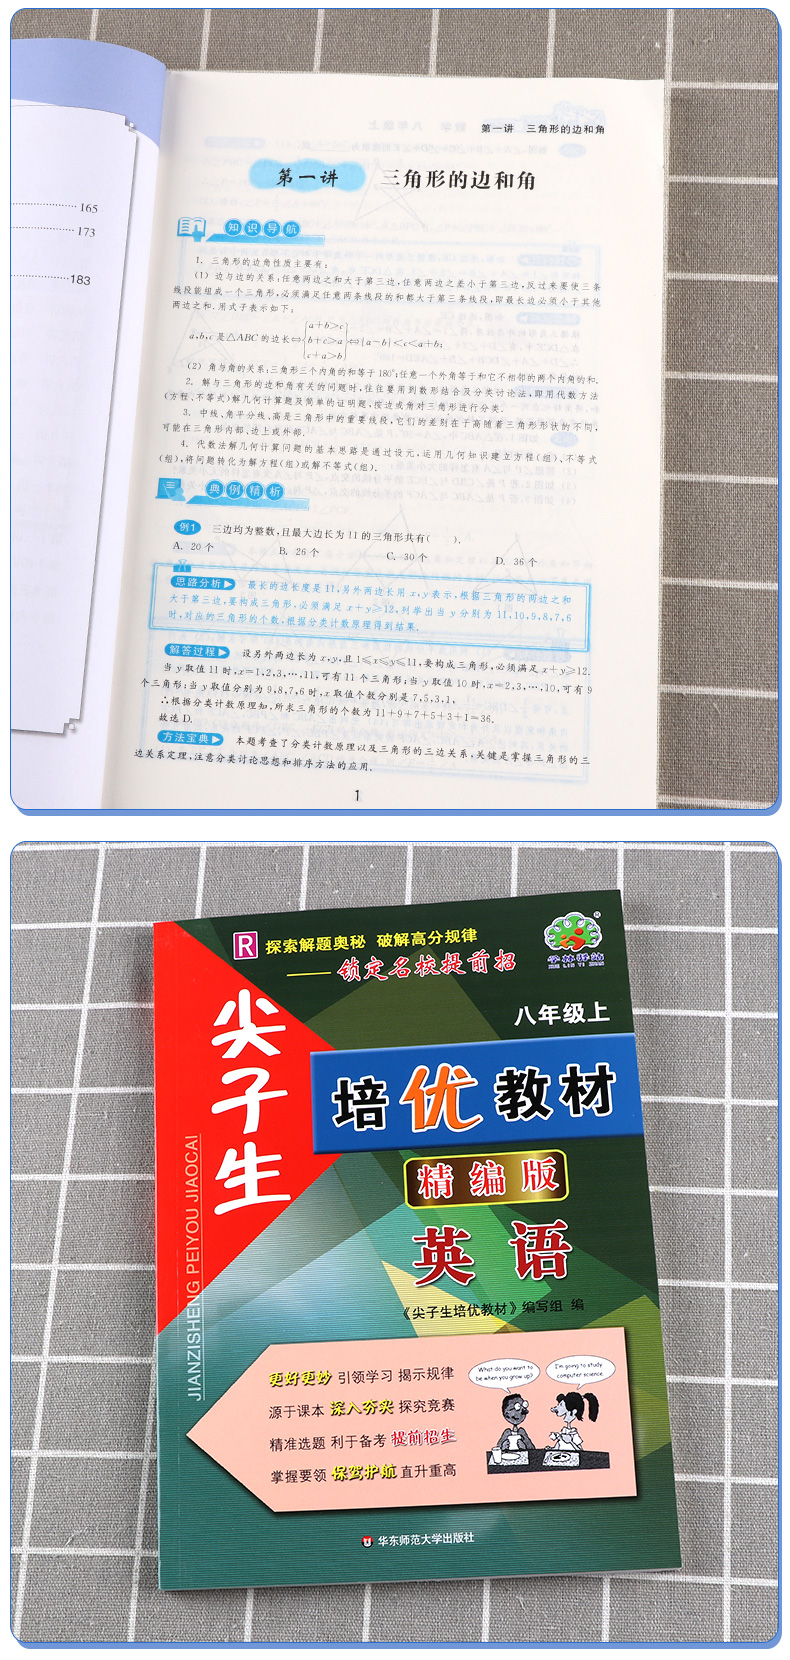 165
173
183
第一讲 三角形的边和角
第一讲 三角形的边和角
知识导航
1. 三角形的边角性质主要有：
(1) 边与边的关系：任意两边之和大于第三边，任意两边之差小于第三边，反过来要使三条
线段能组成一个三角形，必须满足任意两条线段的和都大于第三条线段，即最长边必须小于其他
两边之和.用式子表示如下：
a+b>c
a,b,c 是△ABC 的边长⇔ b+c>a ⇔|a-b|<c<a+b;
c+a>b
(2) 角与角的关系：三角形三个内角的和等于180°；任意一个外角等于和它不相邻的两个内角的和.
2. 解与三角形的边和角有关的问题时，往往要用到数形结合及分类讨论法，即用代数方法
(方程、不等式)解几何计算题及简单的证明题，按边或角对三角形进行分类.
3. 中线、角平分线、高是三角形中的重要线段，它们的差别在于高随着三角形形状的不同，
可能在三角形内部、边上或外部.
4. 代数法解几何计算问题的基本思路是通过设元，运用几何知识建立方程(组)、不等式
(组)，将问题转化为解方程(组)或解不等式(组).
典例精析
例1 三边均为整数，且最大边长为11的三角形共有( ).
A. 20个 B. 26个 C. 30个 D. 36个
思路分析▶ 最长的边长度是11，另外两边长用x,y表示，根据三角形的两边之和
大于第三边，要构成三角形，必须满足x+y≥12，列举出当y分别为11,10,9,8,7,6
时，对应的三角形的个数，根据分类计数原理得到结果.
解答过程▶ 设另外两边长为x,y，且1≤x≤y≤11，要构成三角形，必须满足x+y≥12.
当y取值11时，x=1,2,3,…,11，可有11个三角形；当y取值10时，x=2,3,…,10，可有9
个三角形；当y取值分别为9,8,7,6时，x取值个数分别是7,5,3,1，
∴根据分类计数原理知，所求三角形的个数为11+9+7+5+3+1=36.
故选D.
方法宝典▶ 本题考查了分类计数原理以及三角形的三边关系，关键是掌握三角形的三
边关系定理，注意分类讨论思想和排序方法的应用.
1
R 探索解题奥秘 破解高分规律
——锁定名校提前招
学林驿站
XUE LIN YI ZHAN
八年级上
尖子生
培优教材
精编版
英语
《尖子生培优教材》编写组 编
JIANZISHENG PEIYOU JIAOCAI
更好更妙 引领学习 揭示规律
源于课本 深入夯实 探究竞赛
精准选题 利于备考 提前招生
掌握要领 保驾护航 直升重高
What do you want to
be when you grow up?
I'm going to study
computer science.
华东师范大学出版社